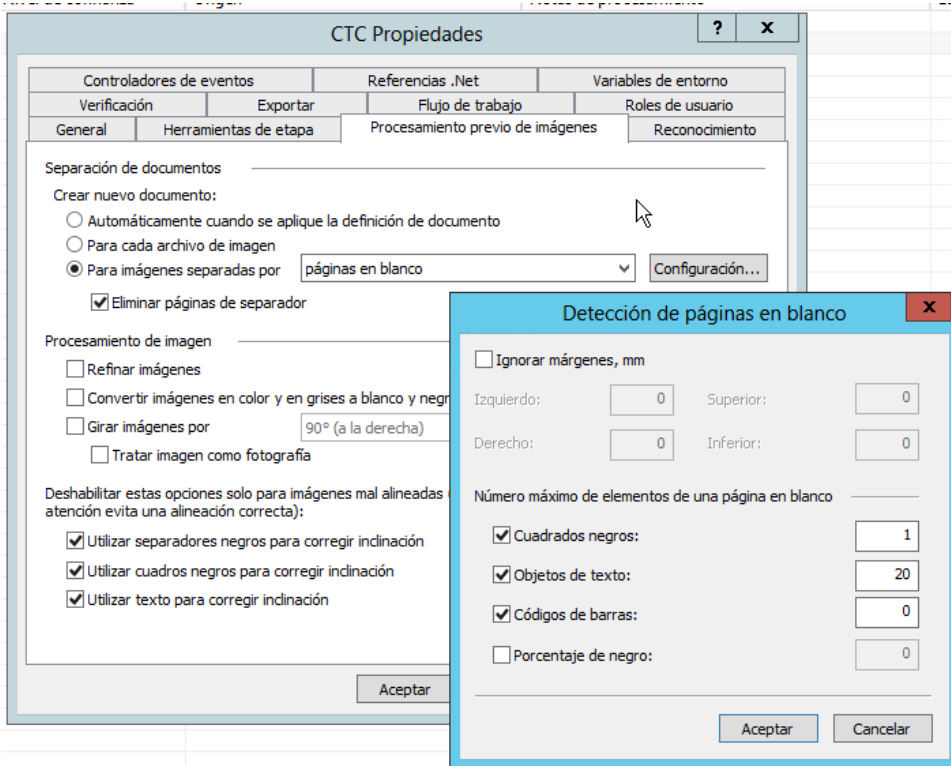 CTC Propiedades
? x
Controladores de eventos Referencias .Net Variables de entorno
Verificación Exportar Flujo de trabajo Roles de usuario
General Herramientas de etapa Procesamiento previo de imágenes Reconocimiento
Separación de documentos
Crear nuevo documento:
Automáticamente cuando se aplique la definición de documento
Para cada archivo de imagen
Para imágenes separadas por páginas en blanco Configuración...
Eliminar páginas de separador
Procesamiento de imagen
Refinar imágenes
Convertir imágenes en color y en grises a blanco y negr
Girar imágenes por 90° (a la derecha)
Tratar imagen como fotografía
Deshabilitar estas opciones solo para imágenes mal alineadas
atención evita una alineación correcta):
Utilizar separadores negros para corregir inclinación
Utilizar cuadros negros para corregir inclinación
Utilizar texto para corregir inclinación
Aceptar
Detección de páginas en blanco x
Ignorar márgenes, mm
Izquierdo: 0 Superior: 0
Derecho: 0 Inferior: 0
Número máximo de elementos de una página en blanco
Cuadrados negros: 1
Objetos de texto: 20
Códigos de barras: 0
Porcentaje de negro: 0
Aceptar Cancelar